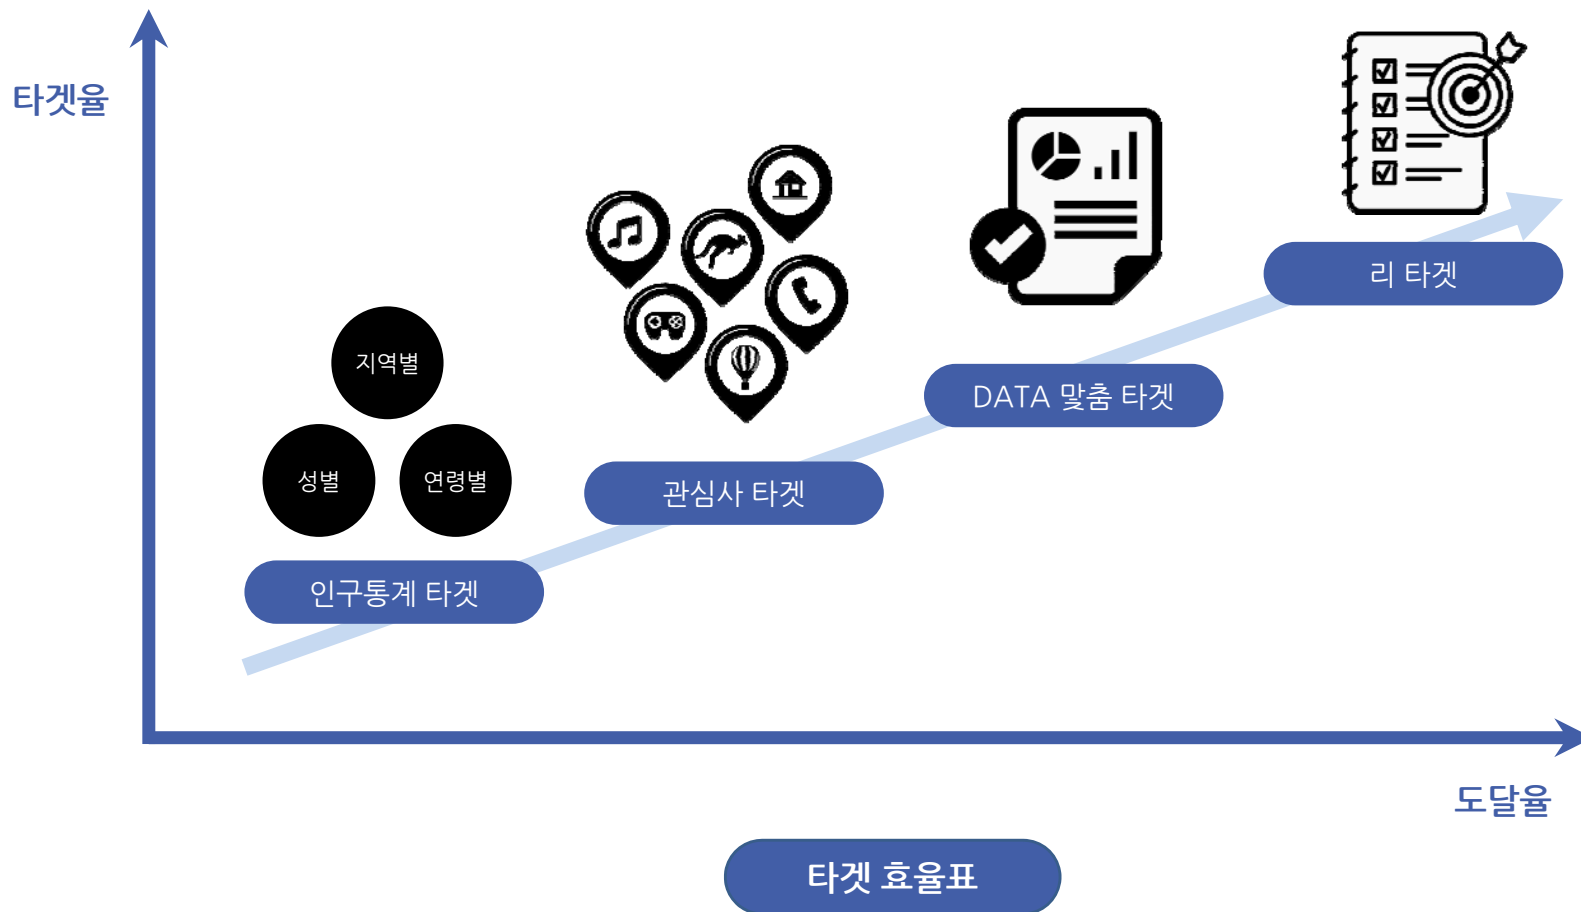 타겟율
지역별
성별
연령별
인구통계 타겟
관심사 타겟
DATA 맞춤 타겟
리 타겟
도달율
타겟 효율표